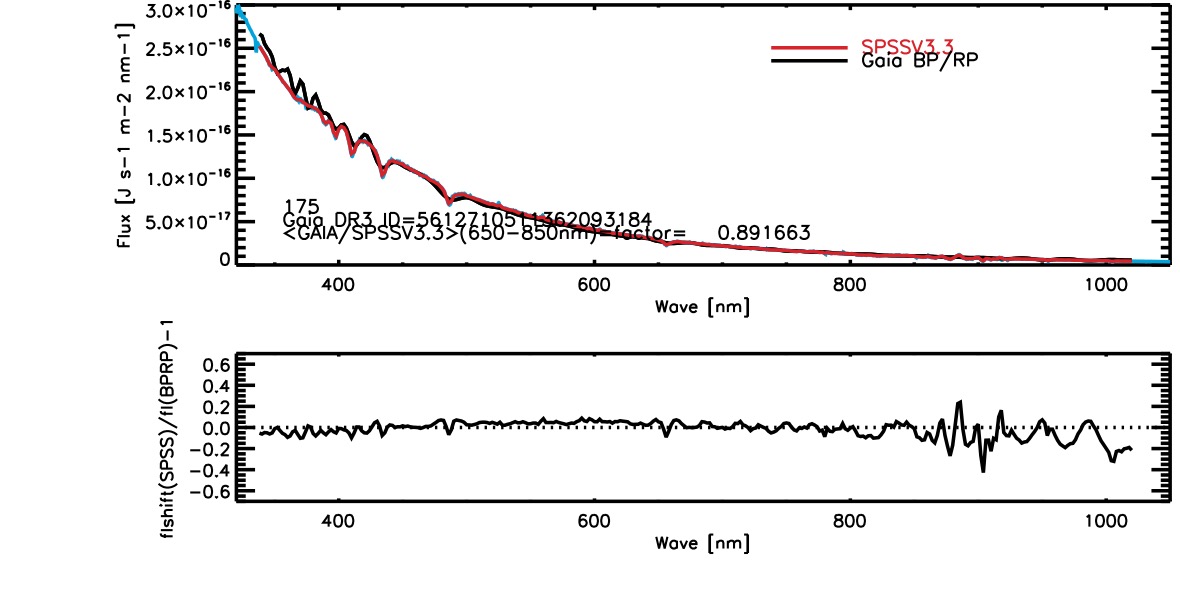 3.0×10−16
2.5×10−16
2.0×10−16
1.5×10−16
1.0×10−16
5.0×10−17
0
Flux [J s−1 m−2 nm−1]
SPSSV3.3
Gaia BP/RP
175
Gaia DR3
<GAIA/SPSSV3.3>(650−850nm)−factor= 0.891663
400 600 800 1000
Wave [nm]
0.6
0.4
0.2
0.0
−0.2
−0.4
−0.6
flshift(SPSS)/fl(BPRP)−1
400 600 800 1000
Wave [nm]